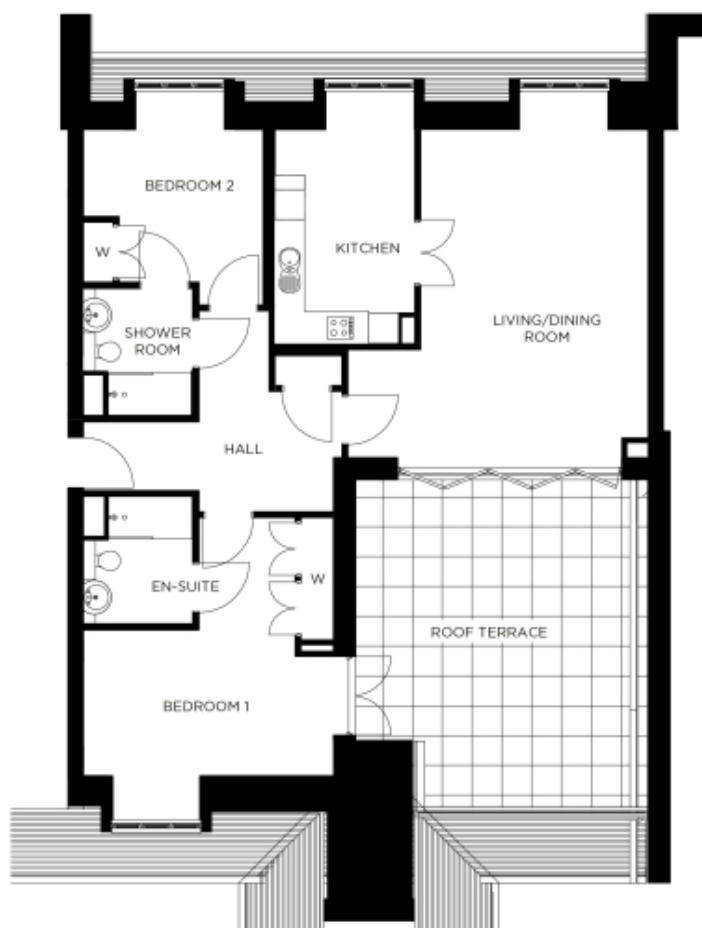 BEDROOM 2
W
KITCHEN
LIVING/DINING
ROOM
SHOWER
ROOM
HALL
EN-SUITE
W
ROOF TERRACE
BEDROOM 1